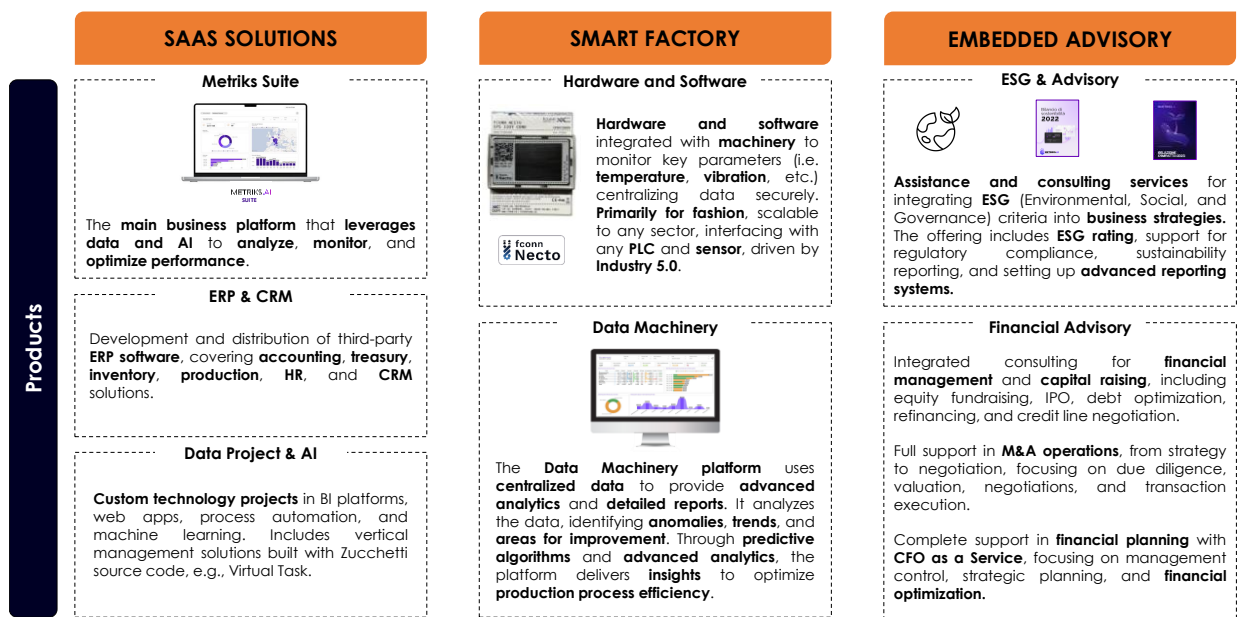 SAAS SOLUTIONS
Products
Metriks Suite
METRIKS.AI
SUITE
The main business platform that leverages
data and AI to analyze, monitor, and
optimize performance.
ERP & CRM
Development and distribution of third-party
ERP software, covering accounting, treasury,
inventory, production, HR, and CRM
solutions.
Data Project & AI
Custom technology projects in BI platforms,
web apps, process automation, and
machine learning. Includes vertical
management solutions built with Zucchetti
source code, e.g., Virtual Task.
SMART FACTORY
Hardware and Software
fconn
Necto
Hardware and software
integrated with machinery to
monitor key parameters (i.e.
temperature, vibration, etc.)
centralizing data securely.
Primarily for fashion, scalable
to any sector, interfacing with
any PLC and sensor, driven by
Industry 5.0.
Data Machinery
The Data Machinery platform uses
centralized data to provide advanced
analytics and detailed reports. It analyzes
the data, identifying anomalies, trends, and
areas for improvement. Through predictive
algorithms and advanced analytics, the
platform delivers insights to optimize
production process efficiency.
EMBEDDED ADVISORY
ESG & Advisory
Bilancio di
sostenibilità
2022
Assistance and consulting services for
integrating ESG (Environmental, Social, and
Governance) criteria into business strategies.
The offering includes ESG rating, support for
regulatory compliance, sustainability
reporting, and setting up advanced reporting
systems.
Financial Advisory
Integrated consulting for financial
management and capital raising, including
equity fundraising, IPO, debt optimization,
refinancing, and credit line negotiation.
Full support in M&A operations, from strategy
to negotiation, focusing on due diligence,
valuation, negotiations, and transaction
execution.
Complete support in financial planning with
CFO as a Service, focusing on management
control, strategic planning, and financial
optimization.